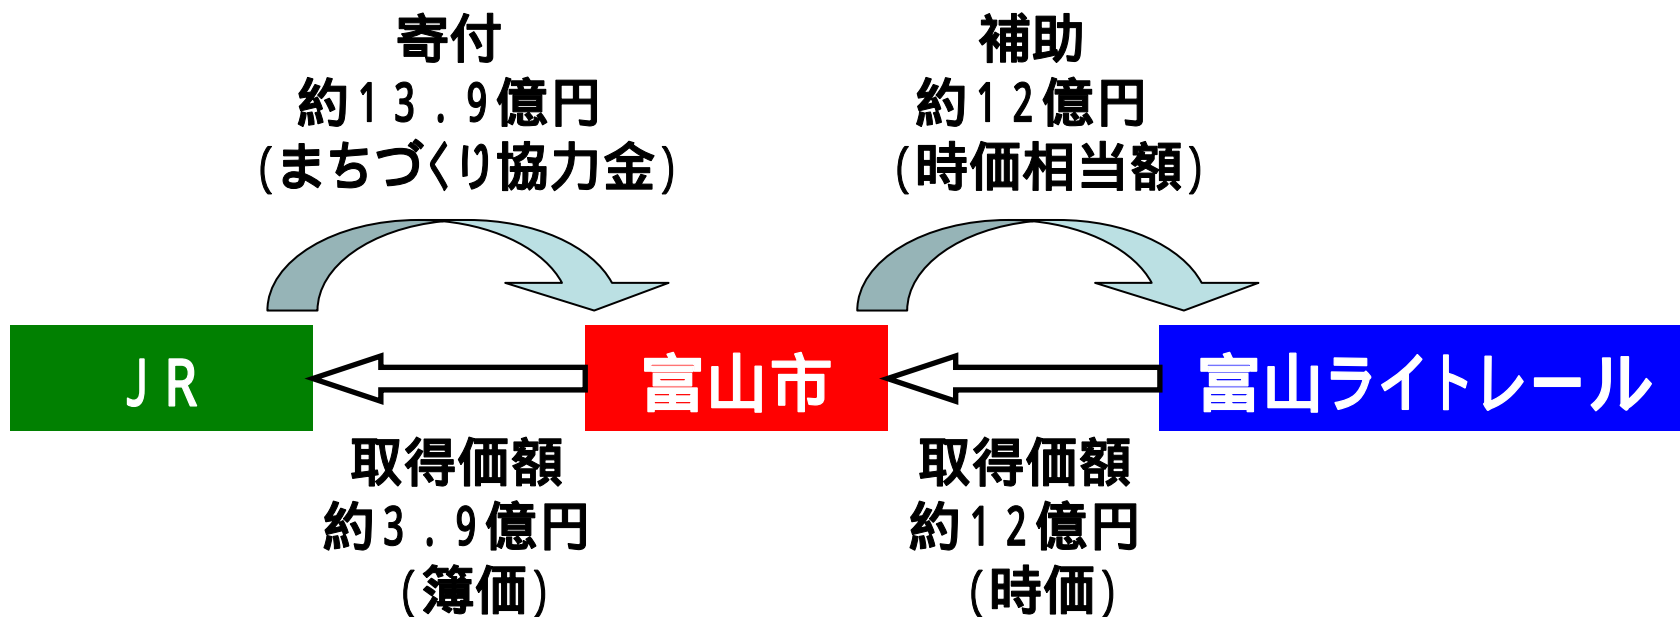 寄付
約13.9億円
(まちづくり協力金)
補助
約12億円
(時価相当額)
JR
富山市
富山ライトレール
取得価額
約3.9億円
(簿価)
取得価額
約12億円
(時価)